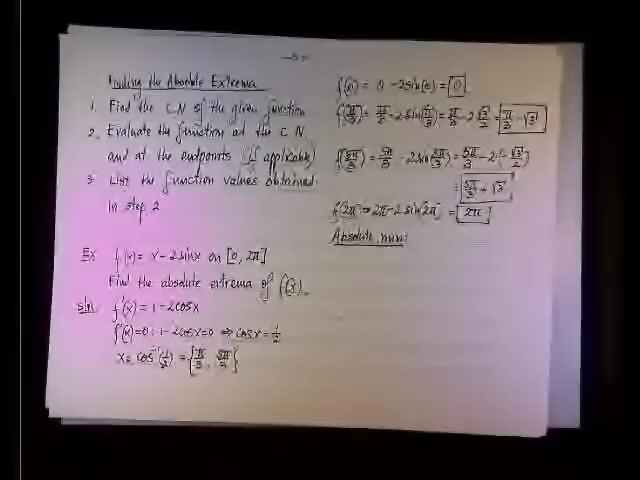 Finding the Absolute Extrema
1. Find the C.N of the given function
2. Evaluate the function at the C.N
and at the endpoints (if applicable)
3. List the function values obtained
in step 2
Ex f(x) = x - 2sinx on [0, 2π]
Find the absolute extrema of f(x).
Soln. f'(x) = 1 - 2cosx
f'(x)=0: 1-2cosx=0 ⇒ cosx = 1/2
x = cos⁻¹(1/2) = {π/3, 5π/3}
f(0) = 0 - 2sin(0) = 0
f(π/3) = π/3 - 2sin(π/3) = π/3 - 2 √3/2 = π/3 - √3
f(5π/3) = 5π/3 - 2sin(5π/3) = 5π/3 - 2(-√3/2)
= 5π/3 + √3
f(2π) = 2π - 2sin(2π) = 2π
Absolute min: